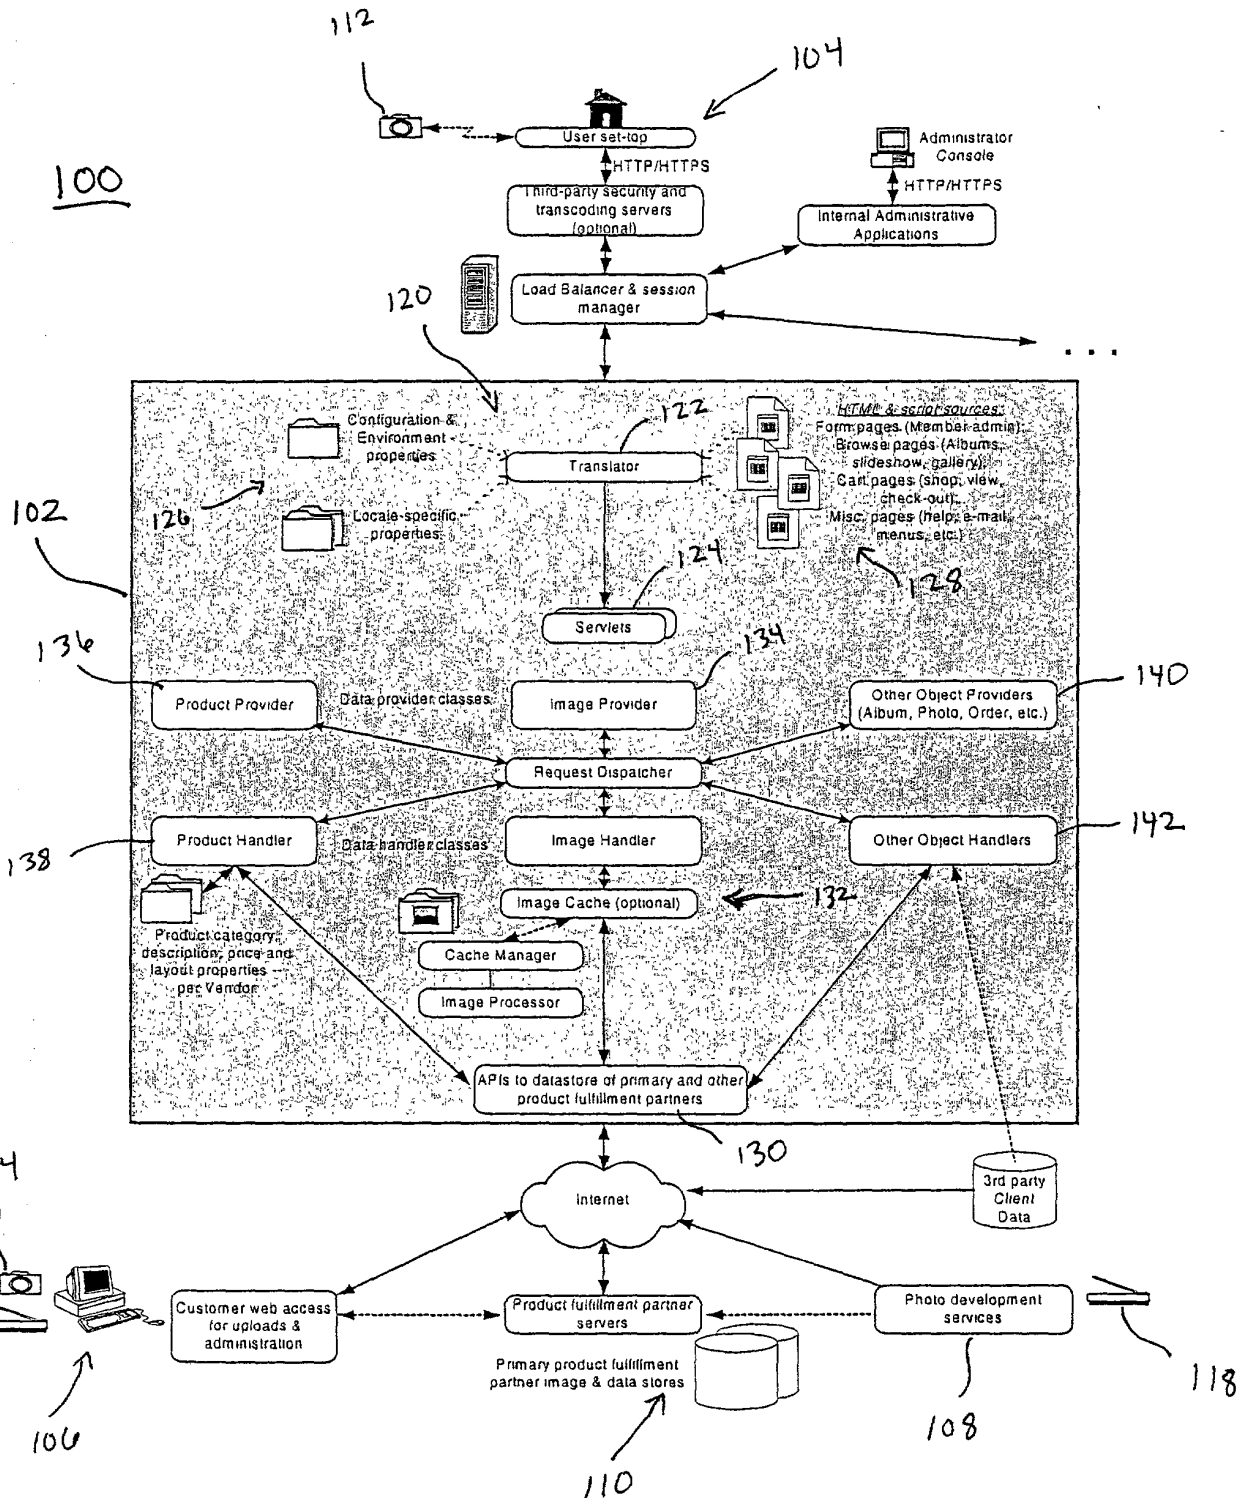 112
104
User set-top
Administrator
Console
100
HTTP/HTTPS
HTTP/HTTPS
Third-party security and
transcoding servers
(optional)
Internal Administrative
Applications
Load Balancer & session
manager
120
. . .
122
Configuration &
Environment
properties
Translator
HTML & script sources:
Form pages (Member admin);
Browse pages (Albums,
slideshow, gallery);
Cart pages (shop, view,
check-out);
Misc. pages (help, e-mail,
menus, etc.)
126
Locale-specific
properties
102
124
128
Servlets
136
134
140
Product Provider
Data provider classes
Image Provider
Other Object Providers
(Album, Photo, Order, etc.)
Request Dispatcher
142
Product Handler
Data handler classes
Image Handler
Other Object Handlers
138
Image Cache (optional)
132
Product category,
description, price and
layout properties --
per Vendor
Cache Manager
Image Processor
APIs to datastore of primary and other
product fulfillment partners
130
4
Internet
3rd party
Client
Data
Customer web access
for uploads &
administration
Product fulfillment partner
servers
Photo development
services
Primary product fulfillment
partner image & data stores
118
106
110
108